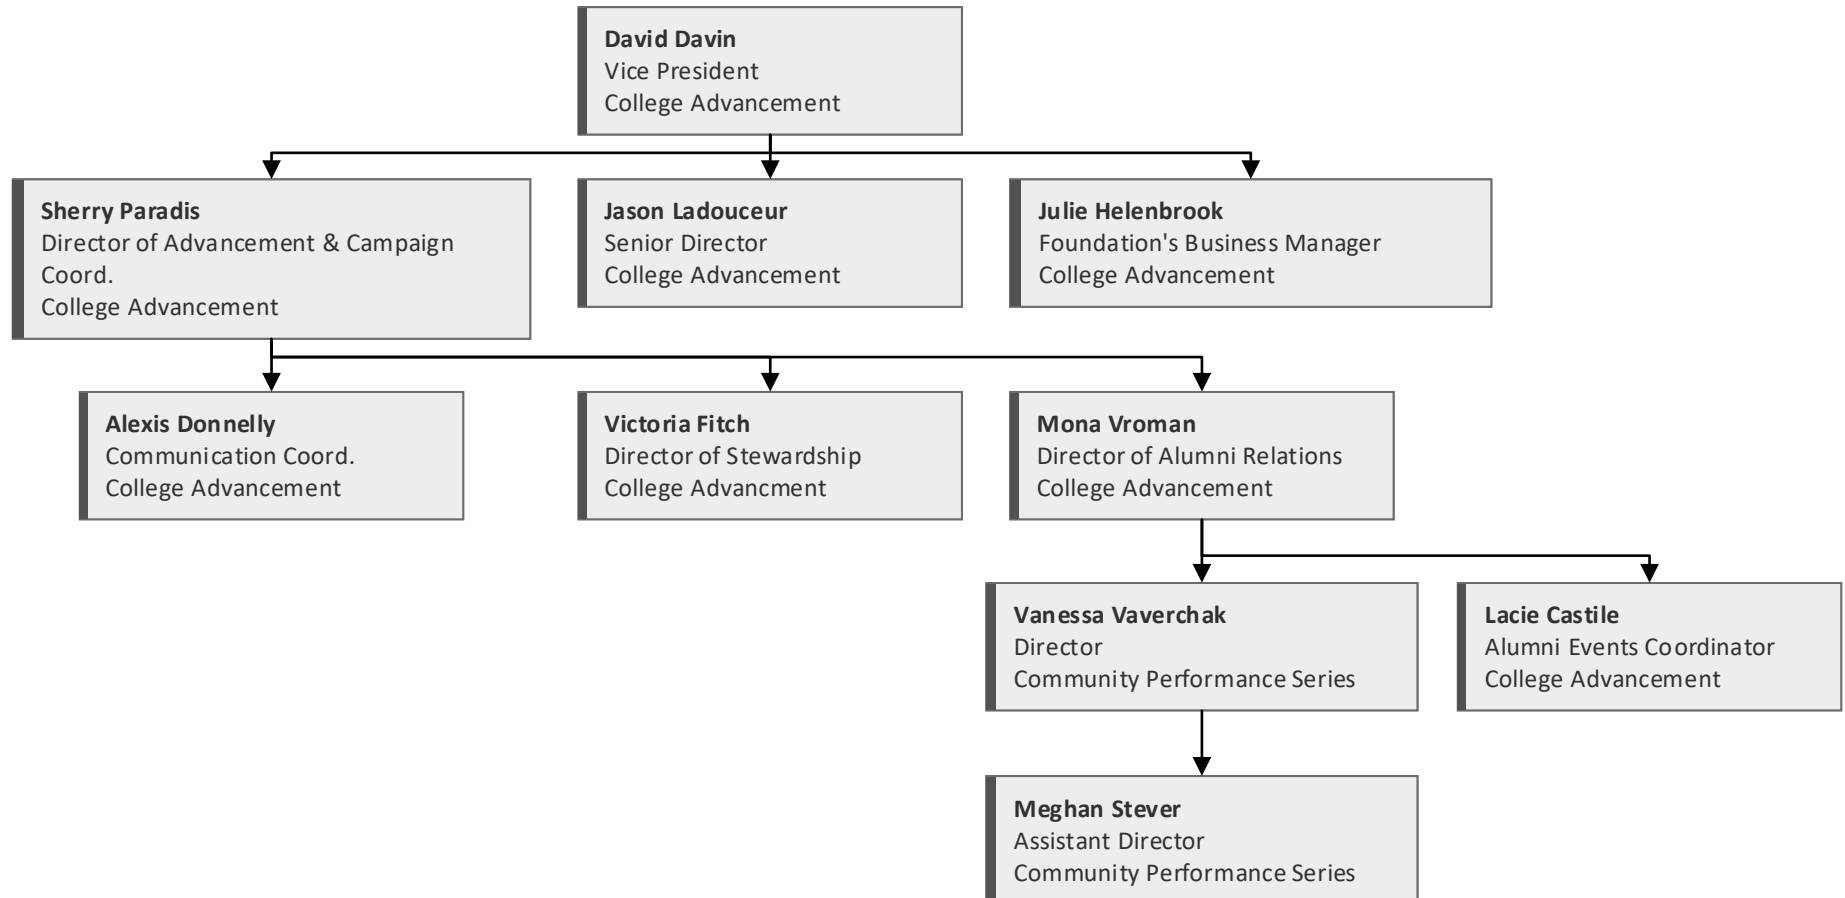 David Davin
Vice President
College Advancement
Sherry Paradis
Director of Advancement & Campaign
Coord.
College Advancement
Jason Ladouceur
Senior Director
College Advancement
Julie Helenbrook
Foundation's Business Manager
College Advancement
Alexis Donnelly
Communication Coord.
College Advancement
Victoria Fitch
Director of Stewardship
College Advancment
Mona Vroman
Director of Alumni Relations
College Advancement
Vanessa Vaverchak
Director
Community Performance Series
Lacie Castile
Alumni Events Coordinator
College Advancement
Meghan Stever
Assistant Director
Community Performance Series